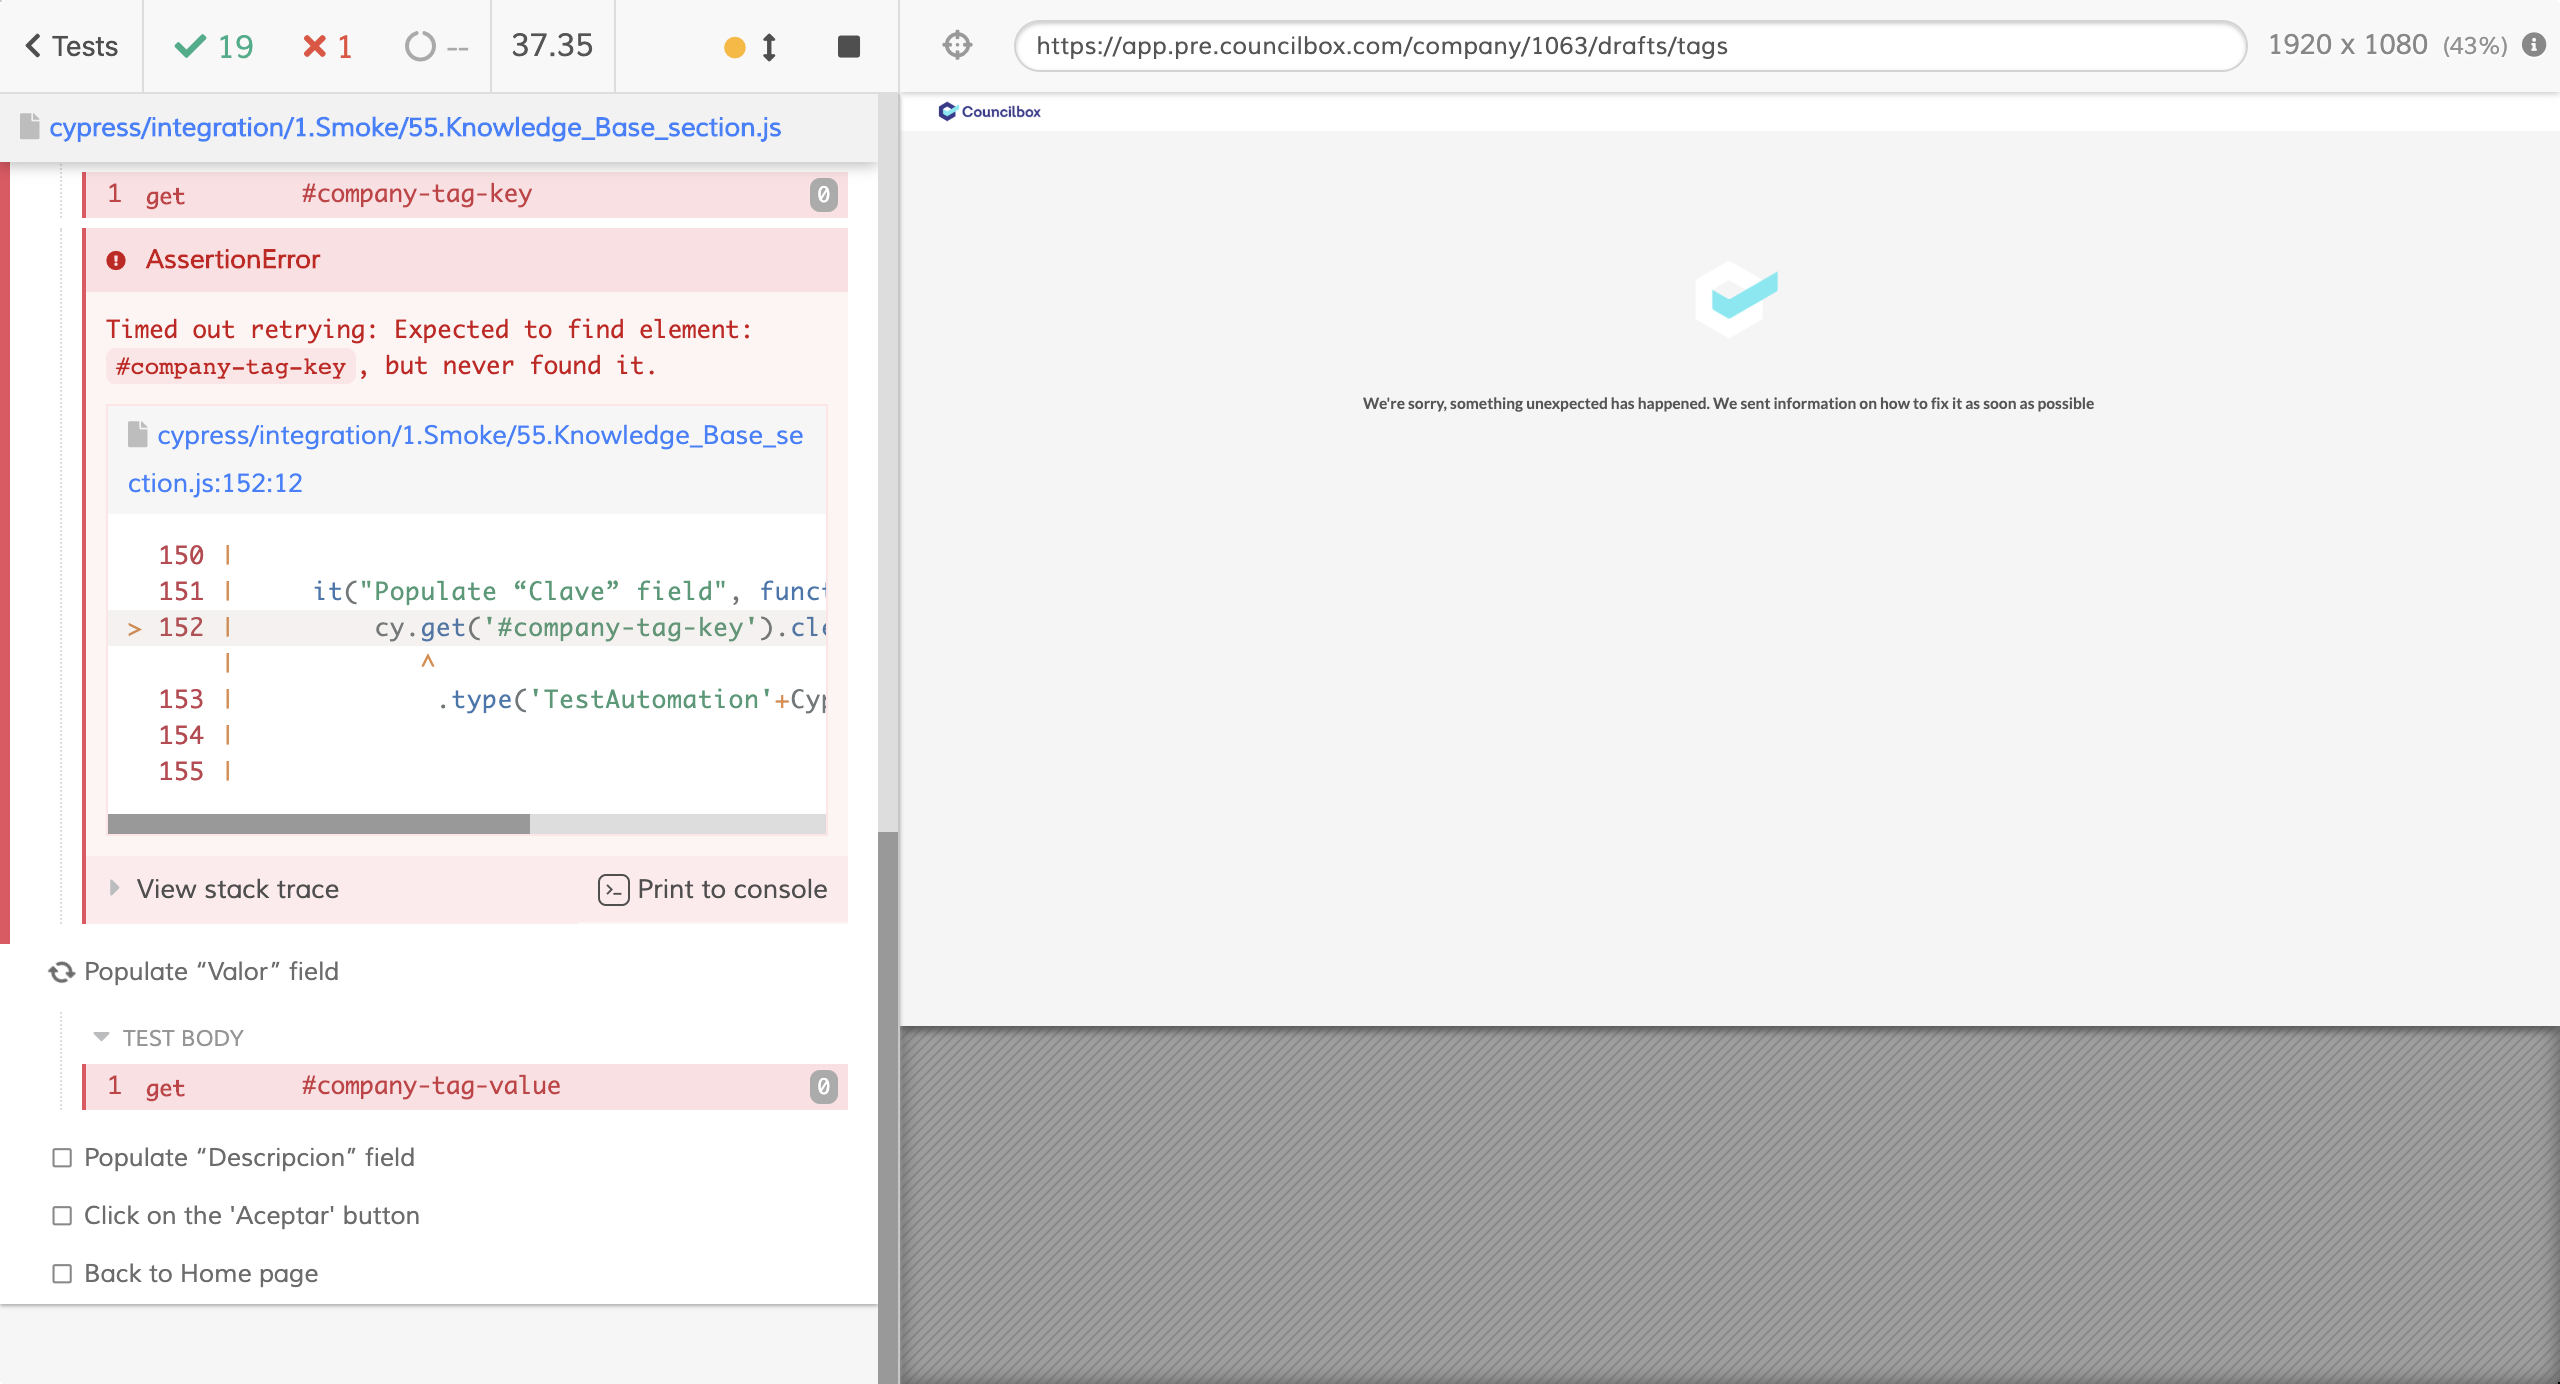 Tests
19
1
--
37.35
https://app.pre.councilbox.com/company/1063/drafts/tags
1920 x 1080 (43%)
cypress/integration/1.Smoke/55.Knowledge_Base_section.js
1 get #company-tag-key 0
AssertionError
Timed out retrying: Expected to find element:
#company-tag-key, but never found it.
cypress/integration/1.Smoke/55.Knowledge_Base_se
ction.js:152:12
150 |
151 | it("Populate “Clave” field", funct
> 152 | cy.get('#company-tag-key').cle
| ^
153 | .type('TestAutomation'+Cyp
154 |
155 |
View stack trace
Print to console
Populate “Valor” field
TEST BODY
1 get #company-tag-value 0
Populate “Descripcion” field
Click on the 'Aceptar' button
Back to Home page
Councilbox
We're sorry, something unexpected has happened. We sent information on how to fix it as soon as possible